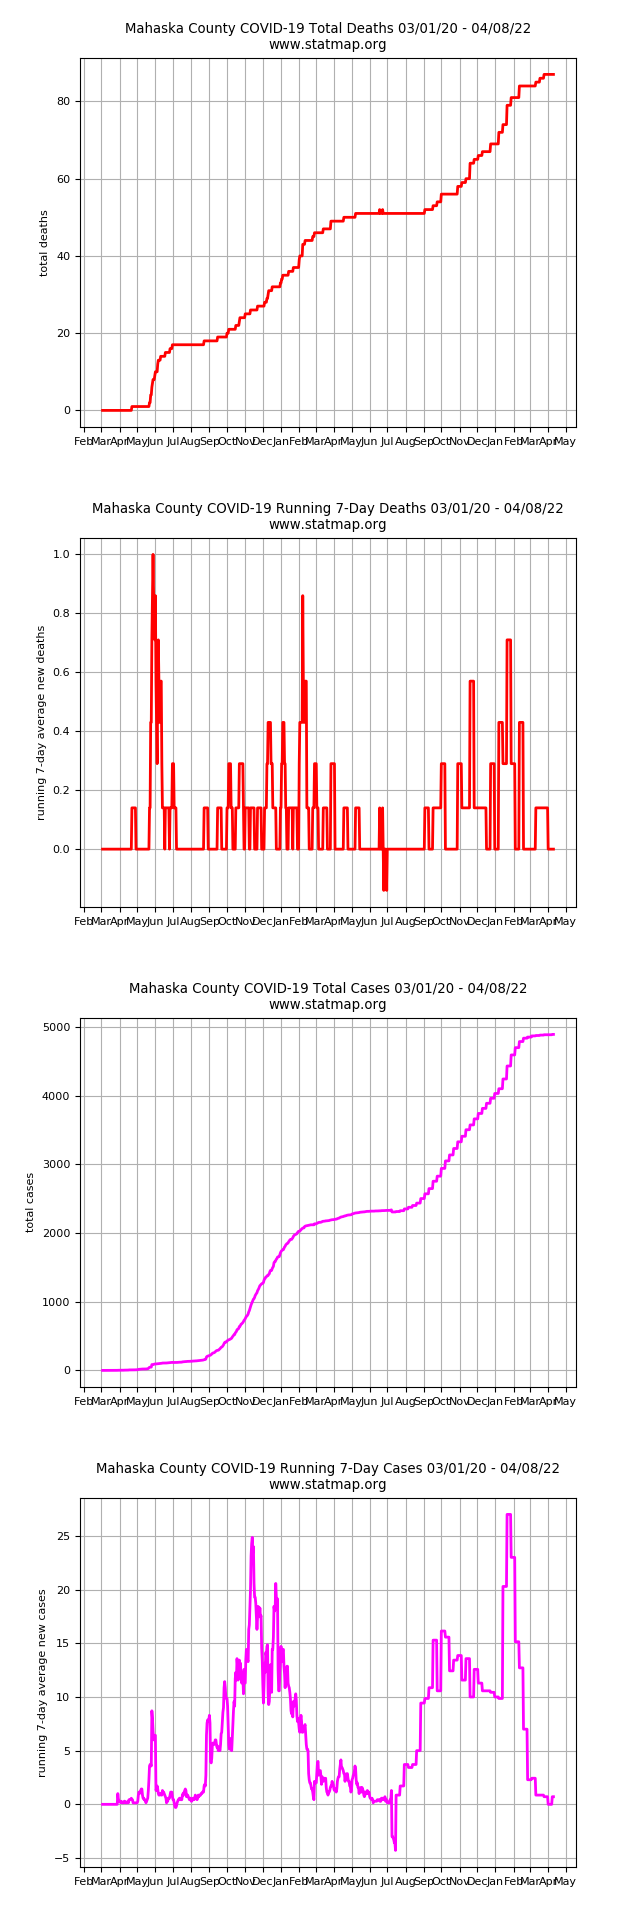 Mahaska County COVID-19 Total Deaths 03/01/20 - 04/08/22
www.statmap.org
80
60
40
20
0
total deaths
Feb Mar Apr May Jun Jul Aug Sep Oct Nov Dec Jan Feb Mar Apr May Jun Jul Aug Sep Oct Nov Dec Jan Feb Mar Apr May
Mahaska County COVID-19 Running 7-Day Deaths 03/01/20 - 04/08/22
www.statmap.org
1.0
0.8
0.6
0.4
0.2
0.0
running 7-day average new deaths
Feb Mar Apr May Jun Jul Aug Sep Oct Nov Dec Jan Feb Mar Apr May Jun Jul Aug Sep Oct Nov Dec Jan Feb Mar Apr May
Mahaska County COVID-19 Total Cases 03/01/20 - 04/08/22
www.statmap.org
5000
4000
3000
2000
1000
0
total cases
Feb Mar Apr May Jun Jul Aug Sep Oct Nov Dec Jan Feb Mar Apr May Jun Jul Aug Sep Oct Nov Dec Jan Feb Mar Apr May
Mahaska County COVID-19 Running 7-Day Cases 03/01/20 - 04/08/22
www.statmap.org
25
20
15
10
5
0
−5
running 7-day average new cases
Feb Mar Apr May Jun Jul Aug Sep Oct Nov Dec Jan Feb Mar Apr May Jun Jul Aug Sep Oct Nov Dec Jan Feb Mar Apr May